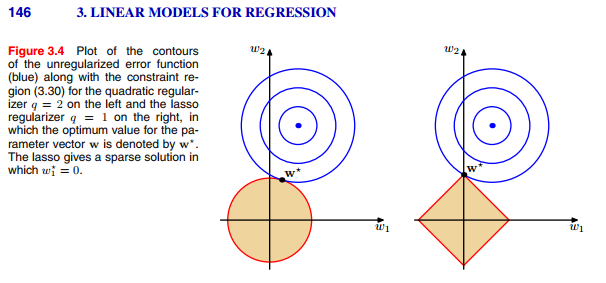 146 3. LINEAR MODELS FOR REGRESSION
Figure 3.4 Plot of the contours
of the unregularized error function
(blue) along with the constraint re-
gion (3.30) for the quadratic regular-
izer q = 2 on the left and the lasso
regularizer q = 1 on the right, in
which the optimum value for the pa-
rameter vector w is denoted by w*.
The lasso gives a sparse solution in
which w₁* = 0.
w₂
w*
w₁
w₂
w*
w₁